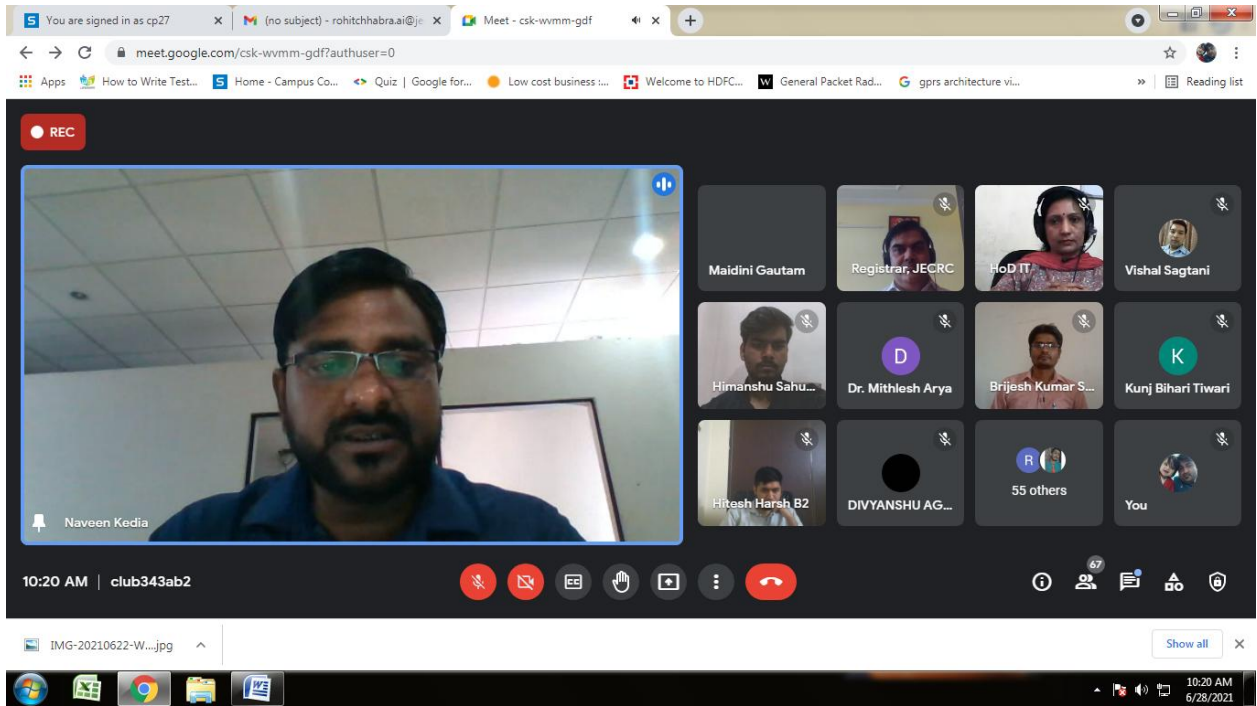 You are signed in as cp27
(no subject) - rohitchhabra.ai@je
Meet - csk-wvmm-gdf
meet.google.com/csk-wvmm-gdf?authuser=0
Apps
How to Write Test...
Home - Campus Co...
Quiz | Google for...
Low cost business :...
Welcome to HDFC...
General Packet Rad...
gprs architecture vi...
»
Reading list
REC
Maidini Gautam
Registrar, JECRC
HoD IT
Vishal Sagtani
Himanshu Sahu...
D
Dr. Mithlesh Arya
Brijesh Kumar S...
K
Kunj Bihari Tiwari
Hitesh Harsh B2
DIVYANSHU AG...
R
55 others
You
Naveen Kedia
10:20 AM | club343ab2
CC
67
IMG-20210622-W....jpg
Show all
10:20 AM
6/28/2021